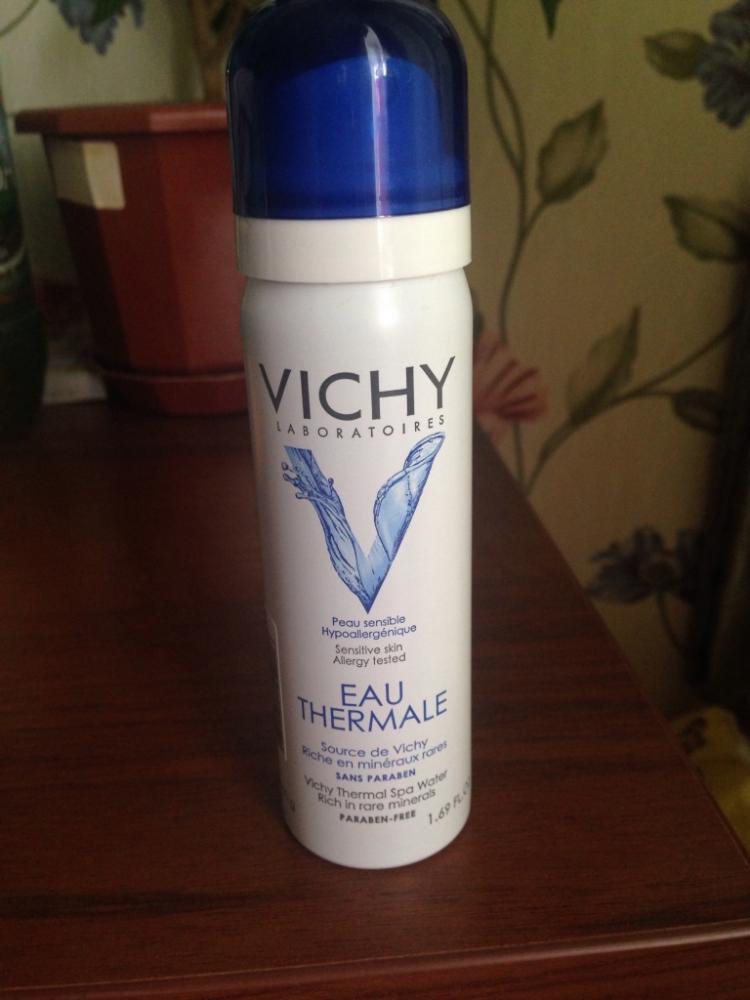 VICHY
LABORATOIRES
Peau sensible
Hypoallergénique
Sensitive skin
Allergy tested
EAU
THERMALE
Source de Vichy
Riche en minéraux rares
SANS PARABEN
Vichy Thermal Spa Water
Rich in rare minerals
PARABEN-FREE
1.69 FL.